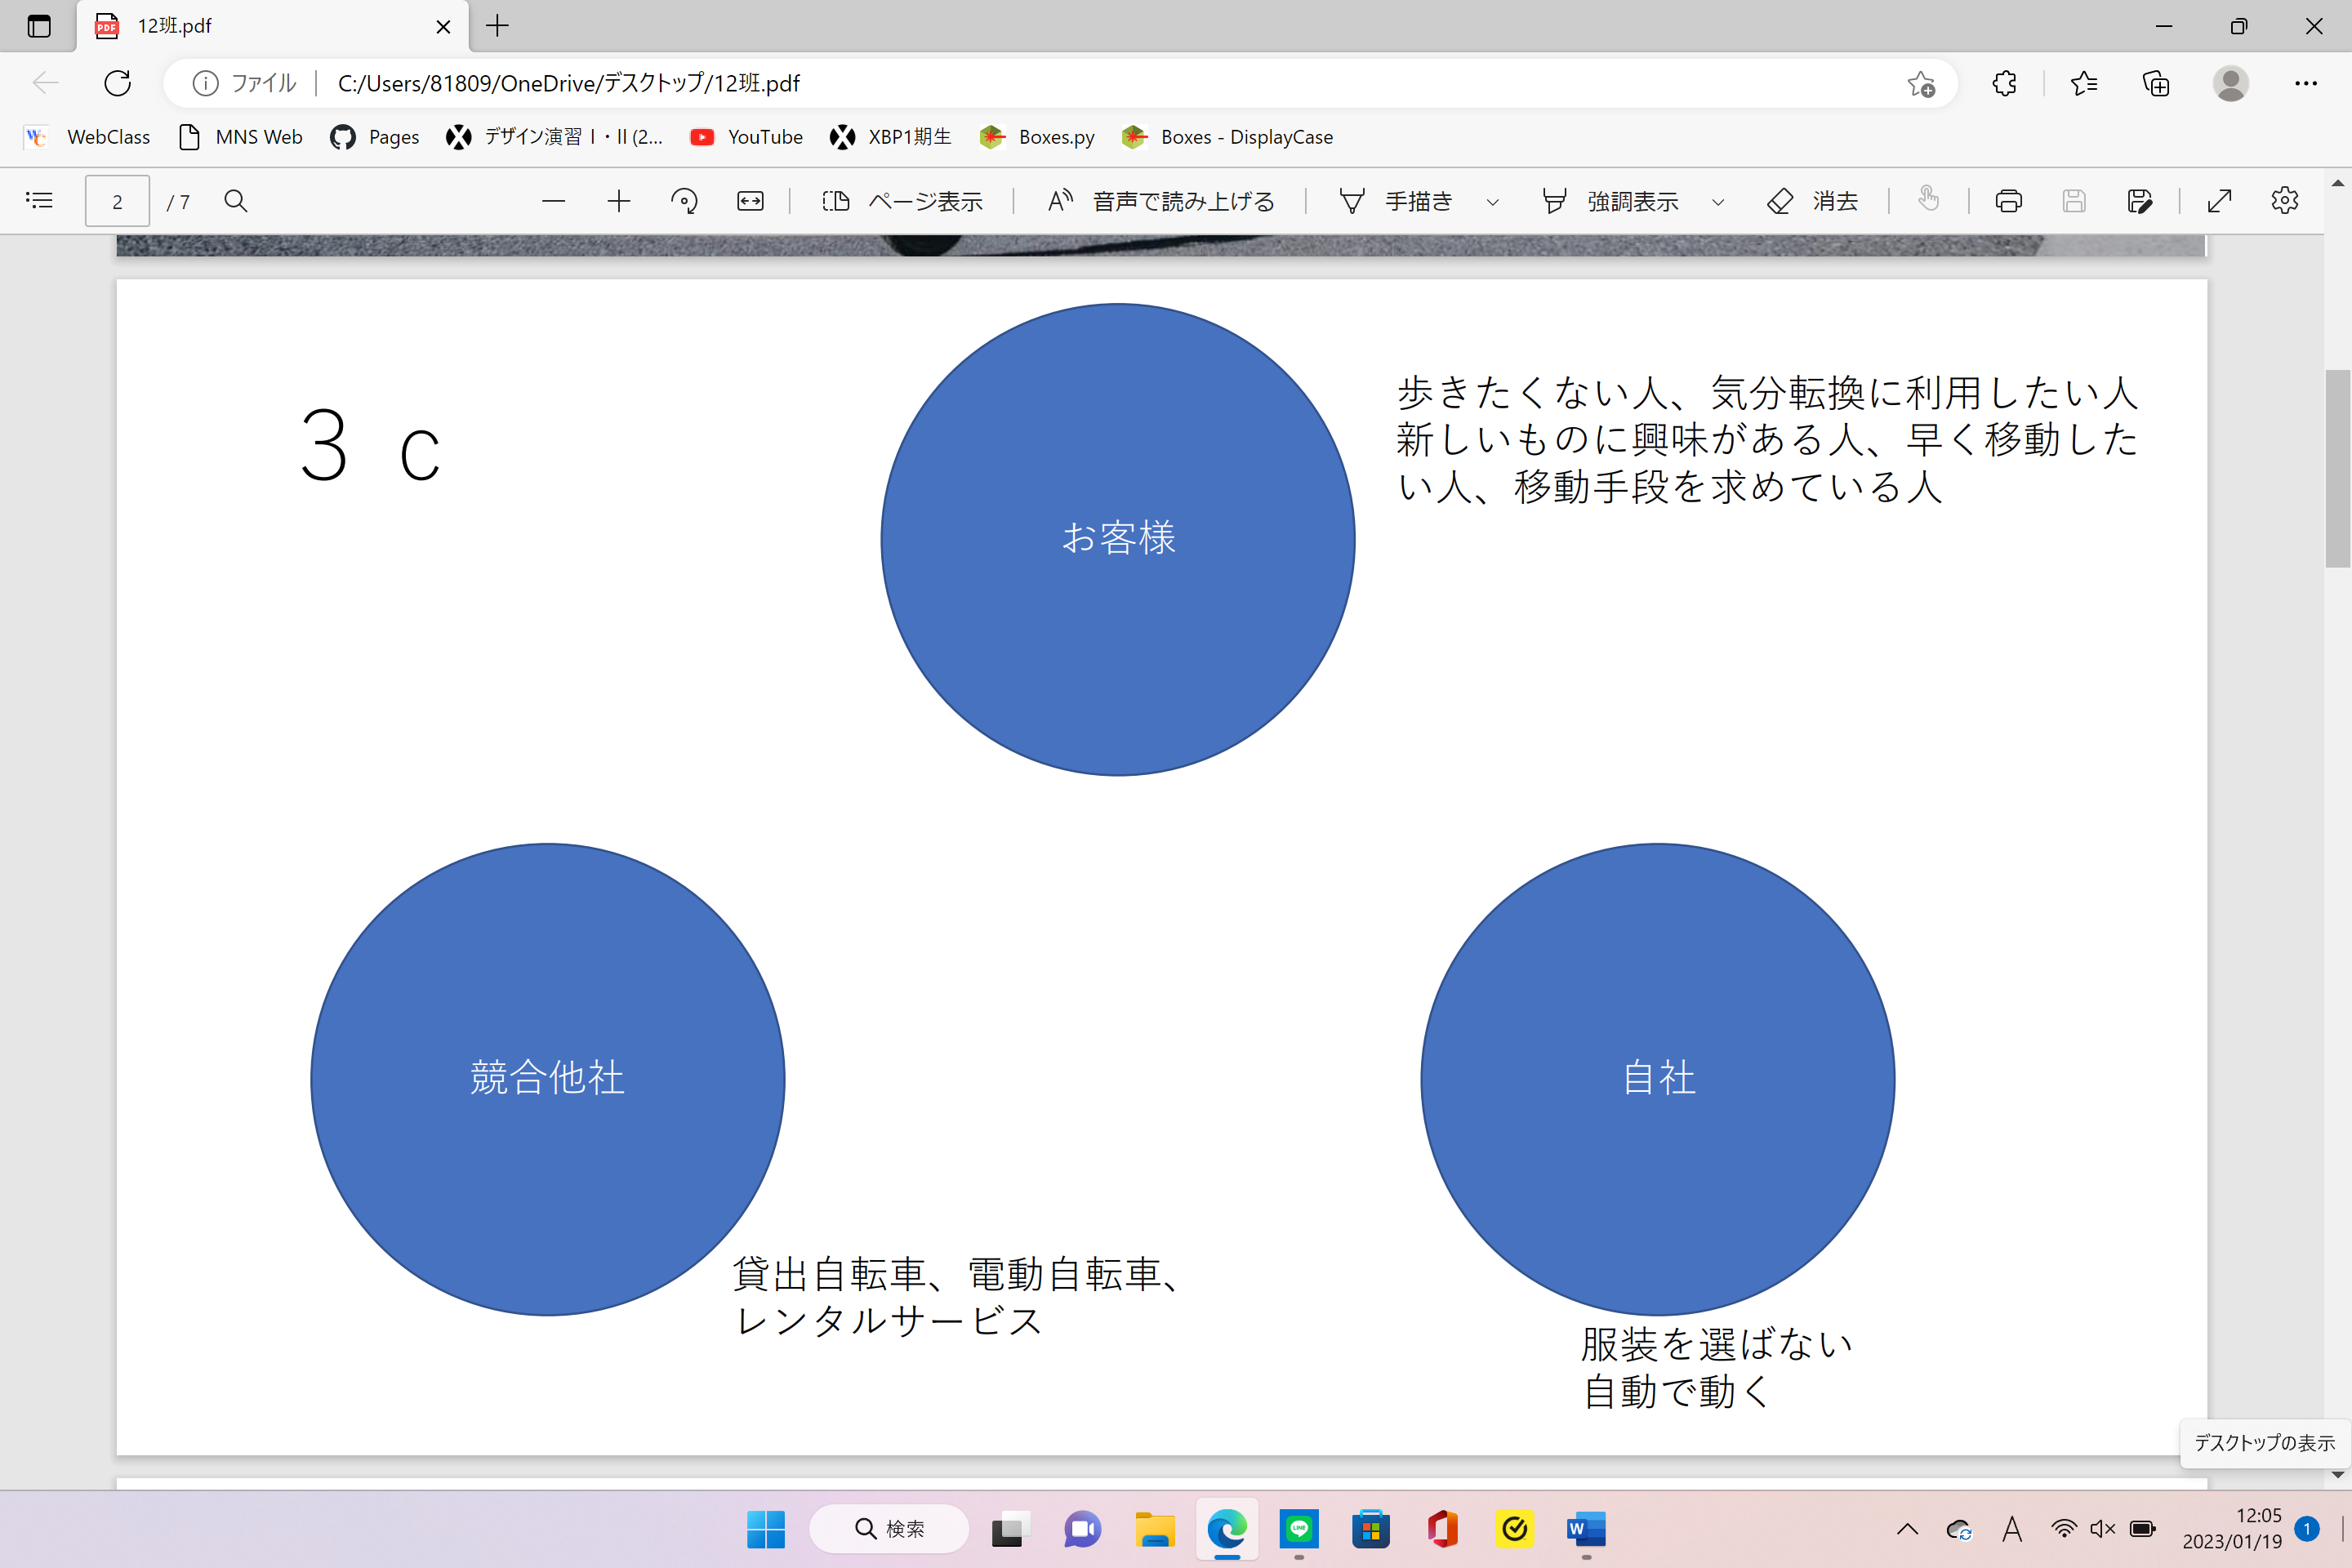 12班.pdf
ファイル
C:/Users/81809/OneDrive/デスクトップ/12班.pdf
WebClass
MNS Web
Pages
デザイン演習Ⅰ・II (2...
YouTube
XBP1期生
Boxes.py
Boxes - DisplayCase
2 / 7
ページ表示
音声で読み上げる
手描き
強調表示
消去
３ｃ
お客様
歩きたくない人、気分転換に利用したい人
新しいものに興味がある人、早く移動した
い人、移動手段を求めている人
競合他社
自社
貸出自転車、電動自転車、
レンタルサービス
服装を選ばない
自動で動く
デスクトップの表示
検索
A
12:05
2023/01/19
1